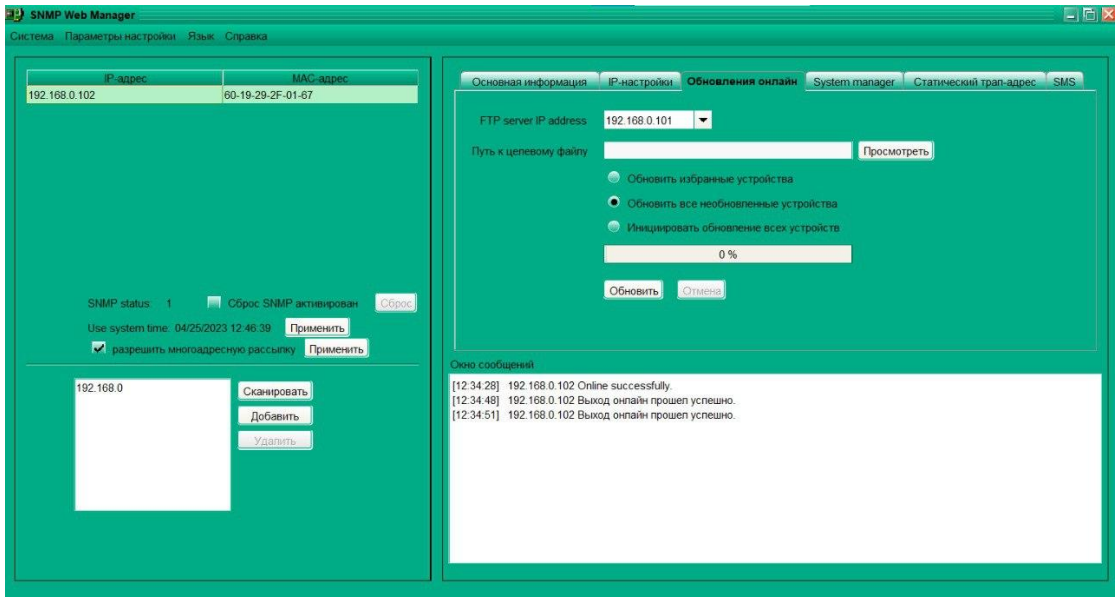 SNMP Web Manager
Система Параметры настройки Язык Справка
IP-адрес MAC-адрес
192.168.0.102 60-19-29-2F-01-67
SNMP status: 1 Сброс SNMP активирован Сброс
Use system time: 04/25/2023 12:46:39 Применить
разрешить многоадресную рассылку Применить
192.168.0
Сканировать
Добавить
Удалить
Основная информация IP-настройки Обновления онлайн System manager Статический трап-адрес SMS
FTP server IP address 192.168.0.101
Путь к целевому файлу Просмотреть
Обновить избранные устройства
Обновить все необновленные устройства
Инициировать обновление всех устройств
0 %
Обновить Отмена
Окно сообщений
[12:34:28] 192.168.0.102 Online successfully.
[12:34:48] 192.168.0.102 Выход онлайн прошел успешно.
[12:34:51] 192.168.0.102 Выход онлайн прошел успешно.